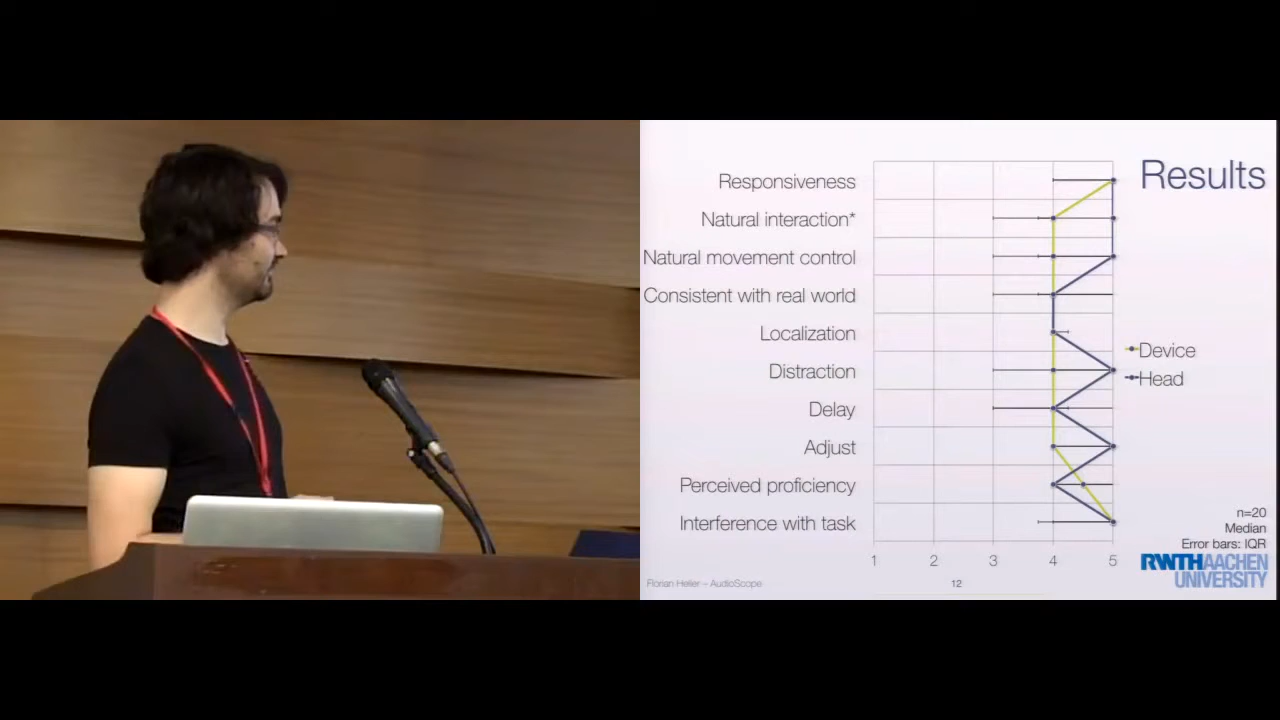 Results
Responsiveness
Natural interaction*
Natural movement control
Consistent with real world
Localization
Distraction
Delay
Adjust
Perceived proficiency
Interference with task
Device
Head
1 2 3 4 5
n=20
Median
Error bars: IQR
RWTHAACHEN
UNIVERSITY
Florian Heller – AudioScope
12